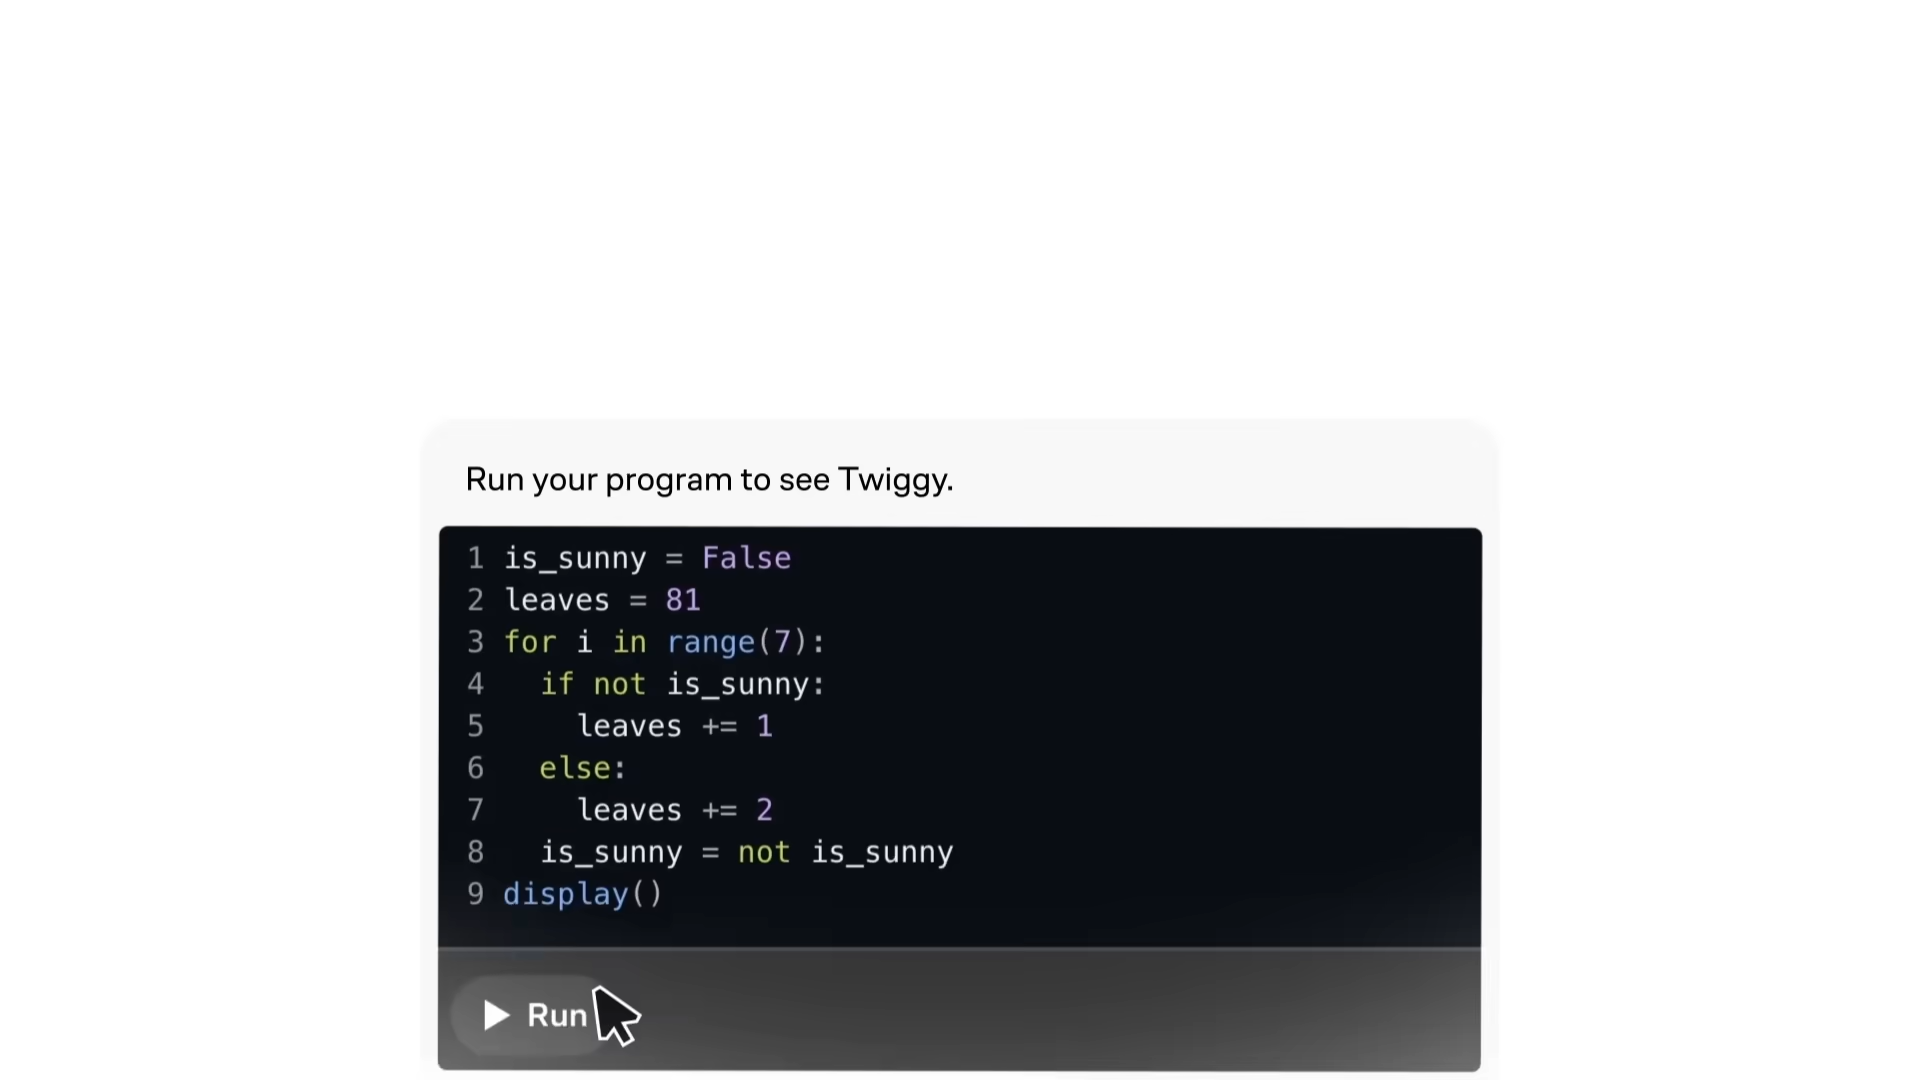 Run your program to see Twiggy.
1 is_sunny = False
2 leaves = 81
3 for i in range(7):
4   if not is_sunny:
5     leaves += 1
6   else:
7     leaves += 2
8   is_sunny = not is_sunny
9 display()
Run